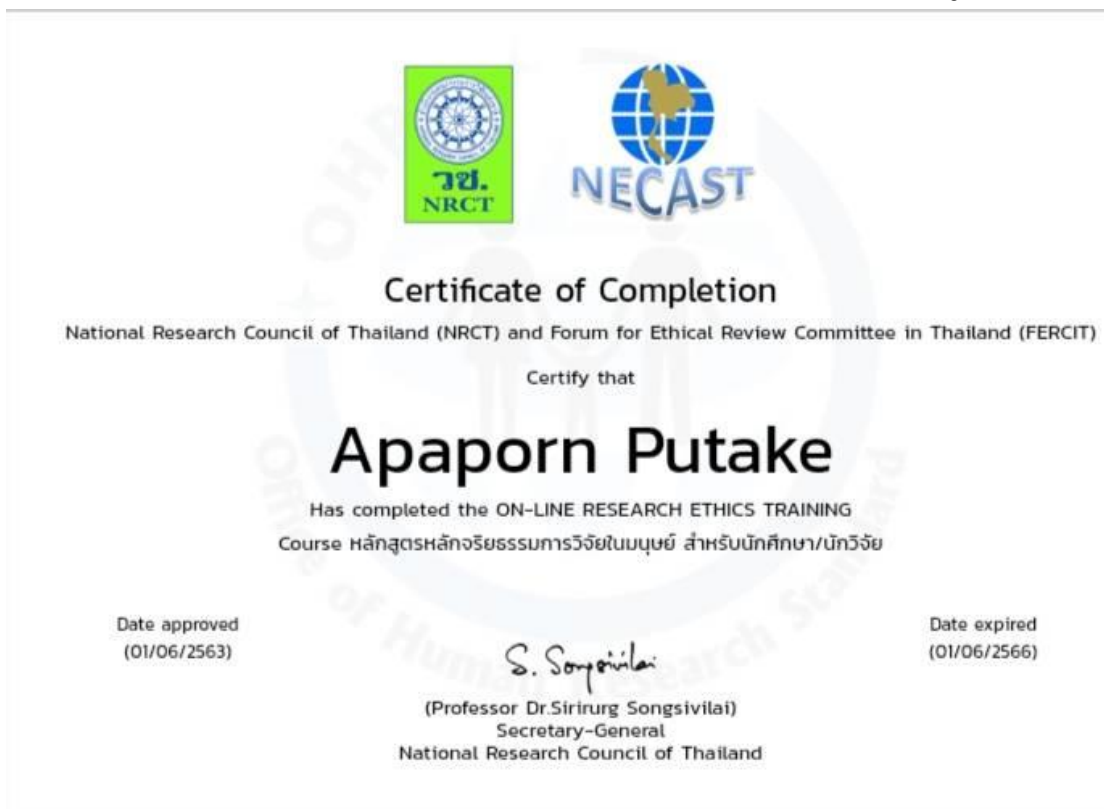 วช.
NRCT
NECAST
Certificate of Completion
National Research Council of Thailand (NRCT) and Forum for Ethical Review Committee in Thailand (FERCIT)
Certify that
Apaporn Putake
Has completed the ON-LINE RESEARCH ETHICS TRAINING
Course หลักสูตรหลักจริยธรรมการวิจัยในมนุษย์ สำหรับนักศึกษา/นักวิจัย
Date approved
(01/06/2563)
Date expired
(01/06/2566)
S. Songsivilai
(Professor Dr.Sirirurg Songsivilai)
Secretary-General
National Research Council of Thailand
Office of Human Research Standard